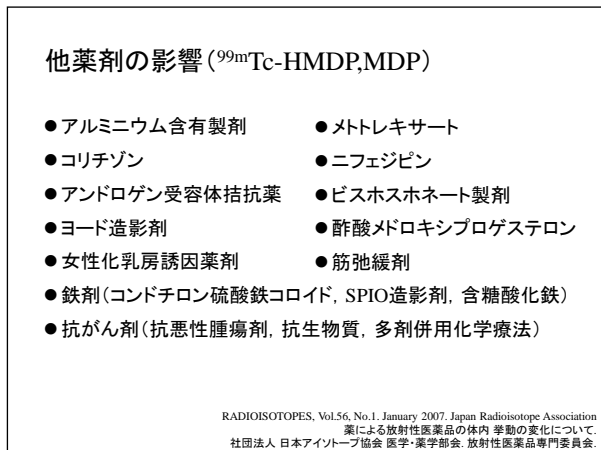 他薬剤の影響(99mTc-HMDP,MDP)
●アルミニウム含有製剤 ●メトトレキサート
●コリチゾン ●ニフェジピン
●アンドロゲン受容体拮抗薬 ●ビスホスホネート製剤
●ヨード造影剤 ●酢酸メドロキシプロゲステロン
●女性化乳房誘因薬剤 ●筋弛緩剤
●鉄剤(コンドチロン硫酸鉄コロイド, SPIO造影剤, 含糖酸化鉄)
●抗がん剤(抗悪性腫瘍剤, 抗生物質, 多剤併用化学療法)
RADIOISOTOPES, Vol.56, No.1. January 2007. Japan Radioisotope Association
薬による放射性医薬品の体内 挙動の変化について.
社団法人 日本アイソトープ協会 医学・薬学部会. 放射性医薬品専門委員会.